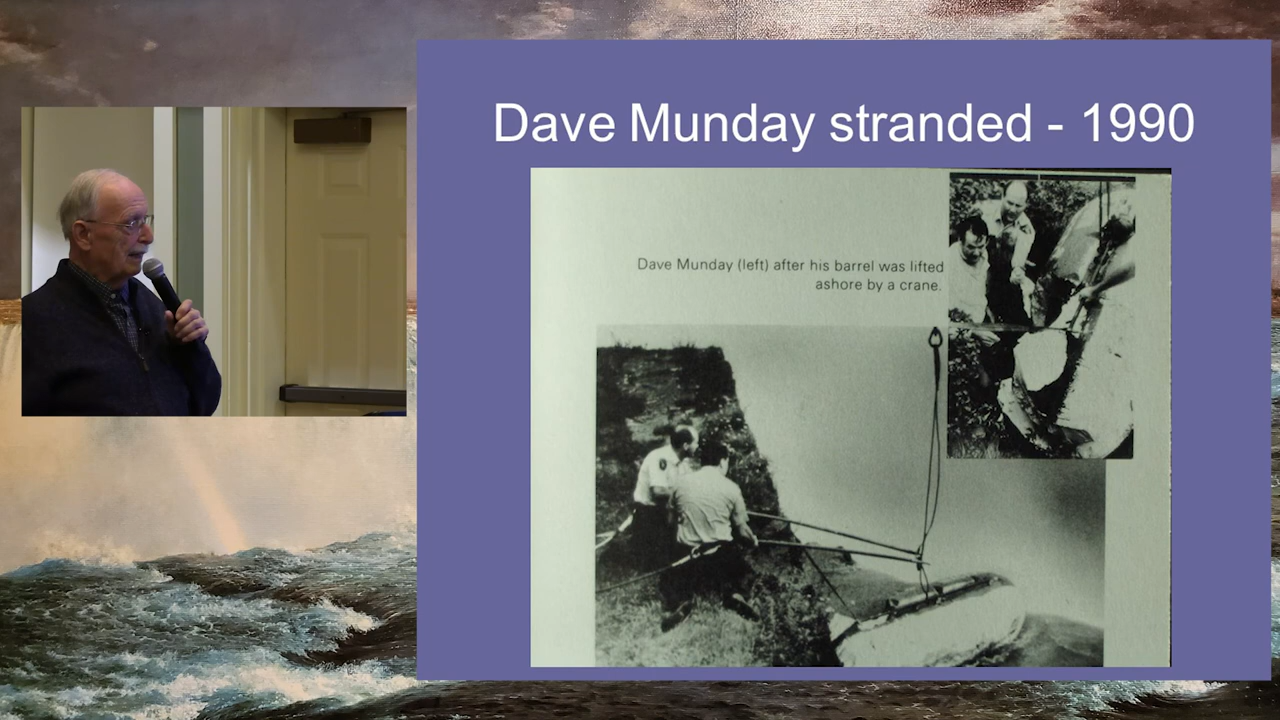 Dave Munday stranded - 1990
Dave Munday (left) after his barrel was lifted
ashore by a crane.